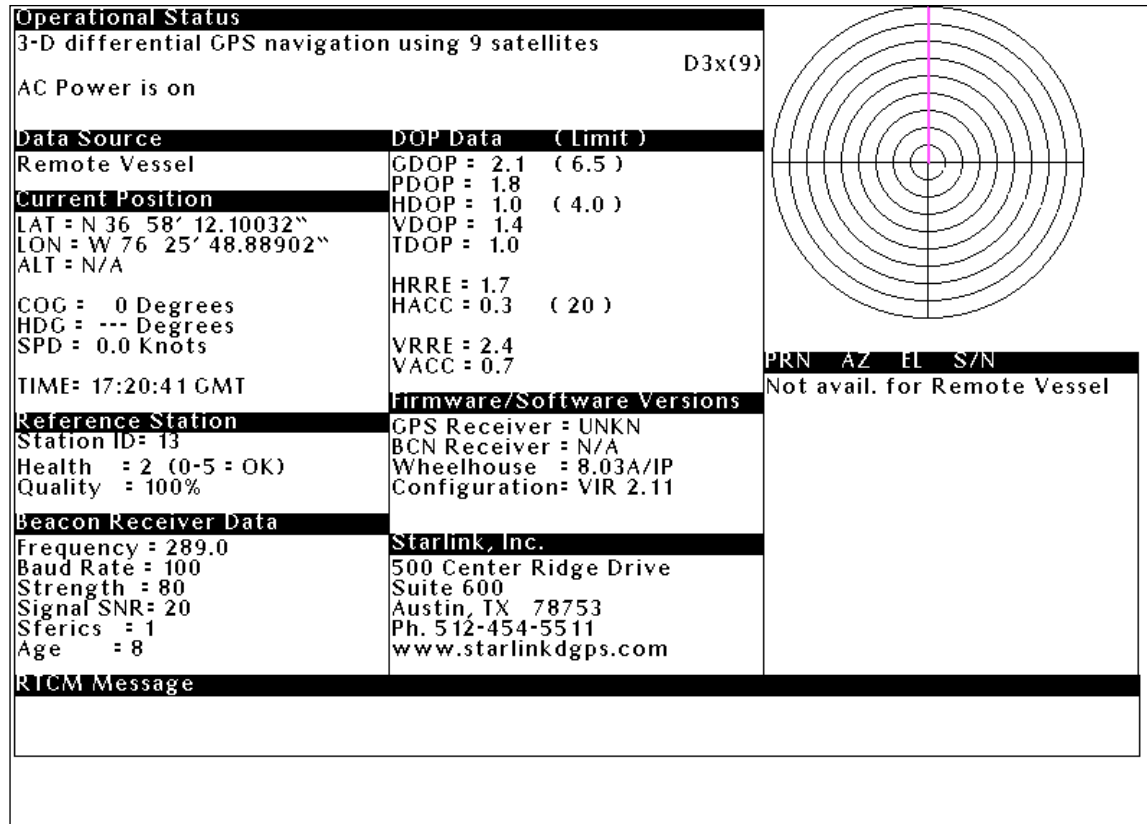 Operational Status
3-D differential GPS navigation using 9 satellites
D3x(9)
AC Power is on
Data Source
Remote Vessel
Current Position
LAT = N 36  58′ 12.10032“
LON = W 76  25′ 48.88902“
ALT = N/A
COG =    0 Degrees
HDG =  --- Degrees
SPD =  0.0 Knots
TIME= 17:20:41 GMT
Reference Station
Station ID= 13
Health   = 2  (0-5 = OK)
Quality  = 100%
Beacon Receiver Data
Frequency = 289.0
Baud Rate = 100
Strength  = 80
Signal SNR= 20
Sferics   = 1
Age       = 8
DOP Data     ( Limit )
GDOP =  2.1    ( 6.5 )
PDOP =  1.8
HDOP =  1.0    ( 4.0 )
VDOP =  1.4
TDOP =  1.0
HRRE = 1.7
HACC = 0.3     ( 20 )
VRRE = 2.4
VACC = 0.7
Firmware/Software Versions
GPS Receiver = UNKN
BCN Receiver = N/A
Wheelhouse   = 8.03A/IP
Configuration= VIR 2.11
Starlink, Inc.
500 Center Ridge Drive
Suite 600
Austin, TX   78753
Ph. 512-454-5511
www.starlinkdgps.com
PRN   AZ   EL   S/N
Not avail. for Remote Vessel
RTCM Message